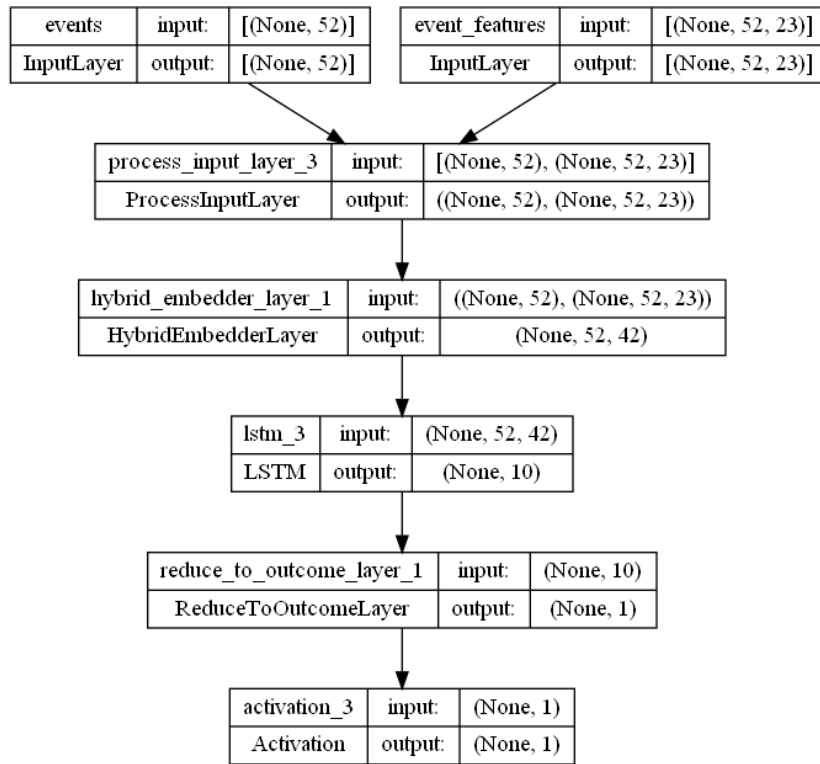 events input: [(None, 52)]
InputLayer output: [(None, 52)]
event_features input: [(None, 52, 23)]
InputLayer output: [(None, 52, 23)]
process_input_layer_3 input: [(None, 52), (None, 52, 23)]
ProcessInputLayer output: ((None, 52), (None, 52, 23))
hybrid_embedder_layer_1 input: ((None, 52), (None, 52, 23))
HybridEmbedderLayer output: (None, 52, 42)
lstm_3 input: (None, 52, 42)
LSTM output: (None, 10)
reduce_to_outcome_layer_1 input: (None, 10)
ReduceToOutcomeLayer output: (None, 1)
activation_3 input: (None, 1)
Activation output: (None, 1)